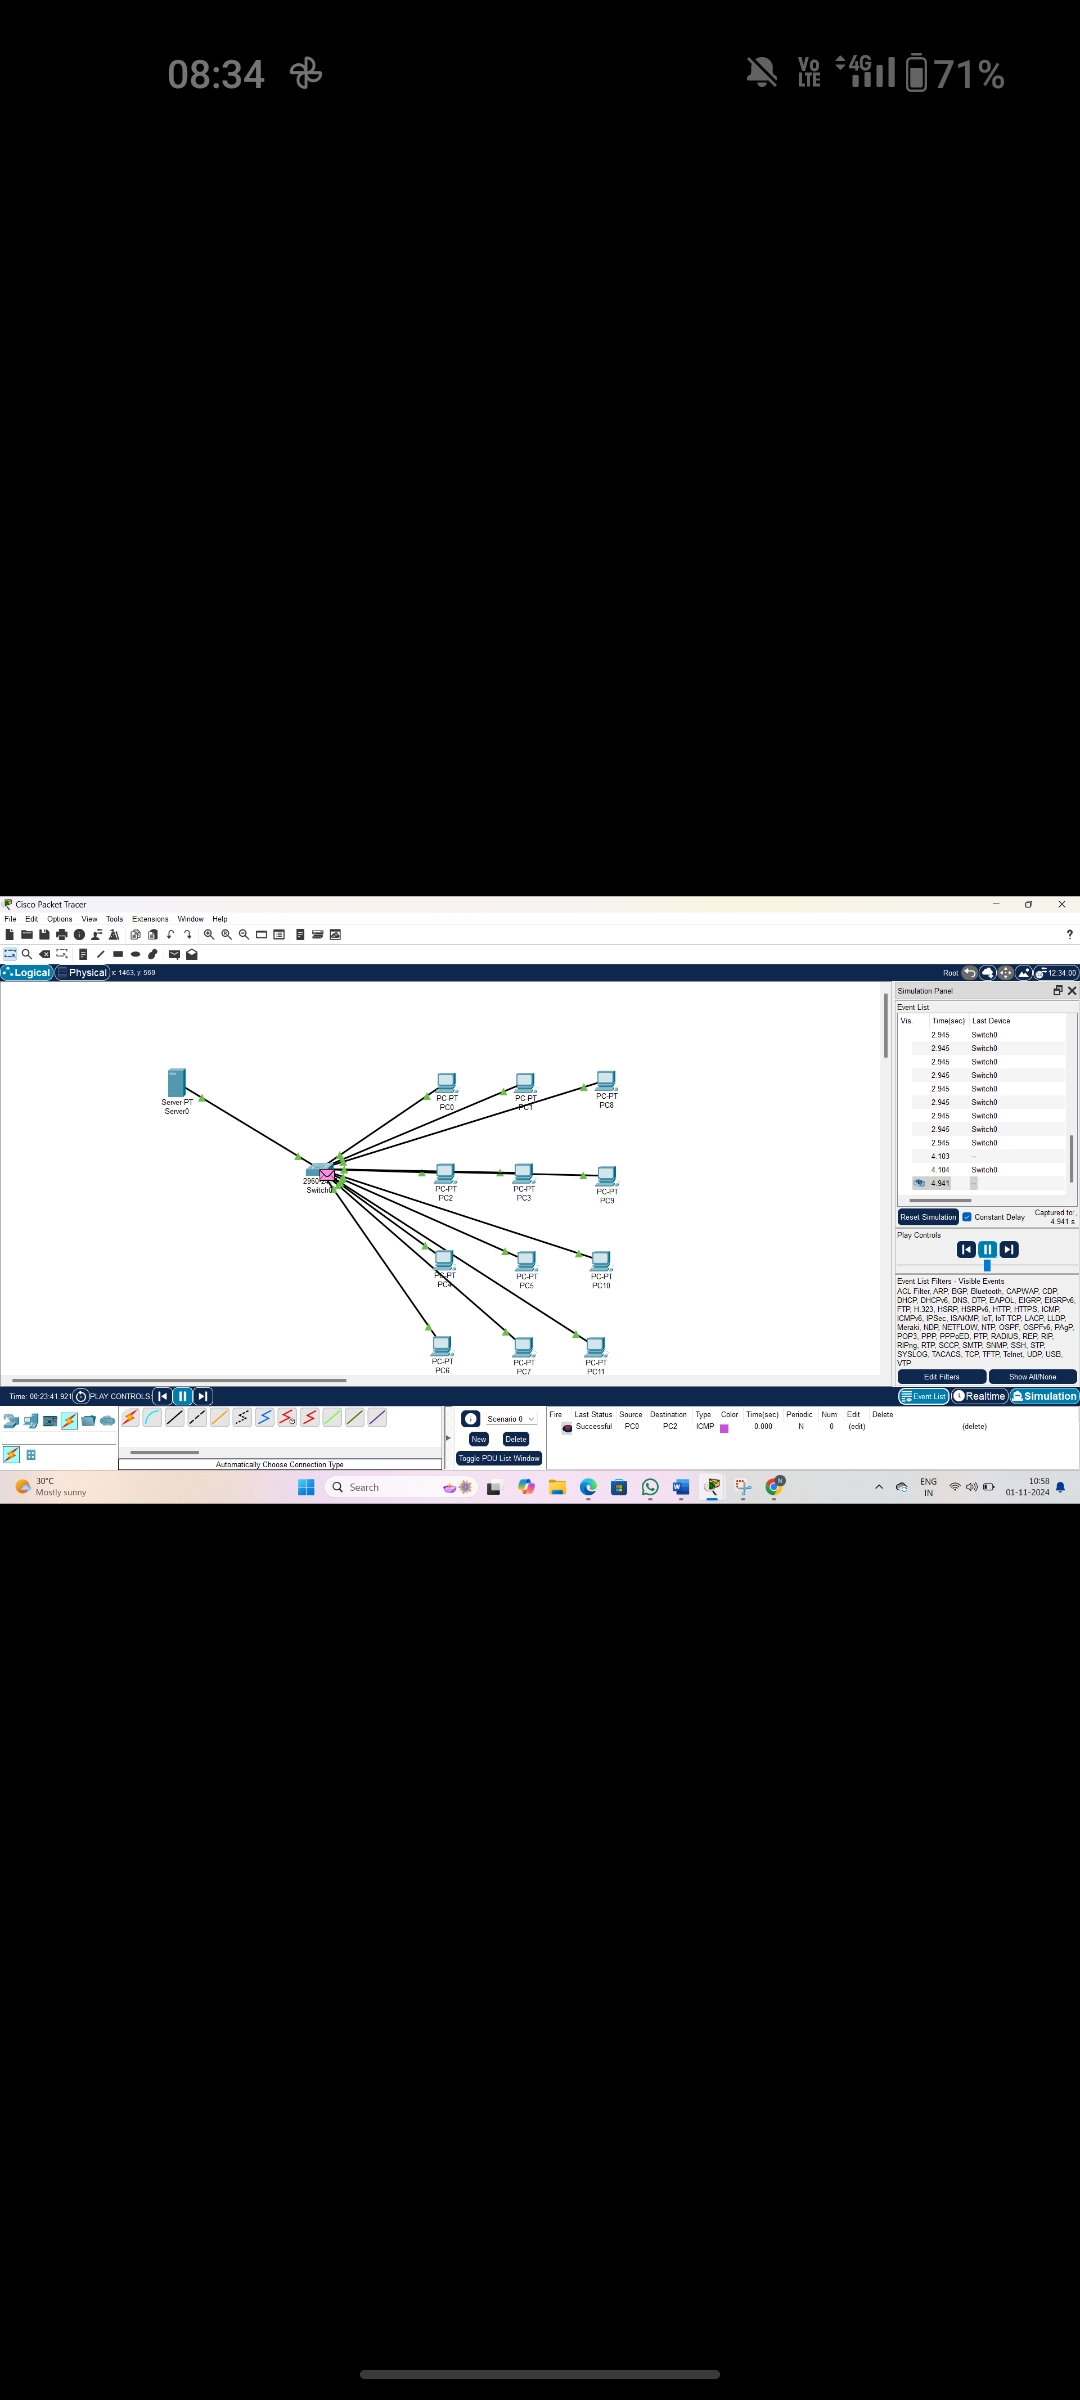 08:34
Vo LTE 4G 71%
Cisco Packet Tracer
File Edit Options View Tools Extensions Window Help
?
Logical Physical x: 1463, y: 569
Root 12:34:00
Simulation Panel
Event List
Vis. Time(sec) Last Device
2.945 Switch0
2.945 Switch0
2.945 Switch0
2.945 Switch0
2.945 Switch0
2.945 Switch0
2.945 Switch0
2.945 Switch0
2.945 Switch0
4.103 --
4.104 Switch0
4.941 --
Reset Simulation Constant Delay Captured to:
4.941 s
Play Controls
Event List Filters - Visible Events
ACL Filter, ARP, BGP, Bluetooth, CAPWAP, CDP,
DHCP, DHCPv6, DNS, DTP, EAPOL, EIGRP, EIGRPv6,
FTP, H.323, HSRP, HSRPv6, HTTP, HTTPS, ICMP,
ICMPv6, IPSec, ISAKMP, IoT, IoT TCP, LACP, LLDP,
Meraki, NDP, NETFLOW, NTP, OSPF, OSPFv6, PAgP,
POP3, PPP, PPPoED, PTP, RADIUS, REP, RIP,
RIPng, RTP, SCCP, SMTP, SNMP, SSH, STP,
SYSLOG, TACACS, TCP, TFTP, Telnet, UDP, USB,
VTP
Edit Filters Show All/None
Server-PT
Server0
PC-PT
PC0
PC-PT
PC1
PC-PT
PC8
Switch0
PC-PT
PC2
PC-PT
PC3
PC-PT
PC9
PC-PT
PC4
PC-PT
PC5
PC-PT
PC10
PC-PT
PC6
PC-PT
PC7
PC-PT
PC11
Time: 00:23:41.921 PLAY CONTROLS:
Event List Realtime Simulation
Scenario 0
New Delete
Toggle PDU List Window
Fire Last Status Source Destination Type Color Time(sec) Periodic Num Edit Delete
Successful PC0 PC2 ICMP 0.000 N 0 (edit) (delete)
Automatically Choose Connection Type
30°C
Mostly sunny
Search
ENG
IN
10:58
01-11-2024